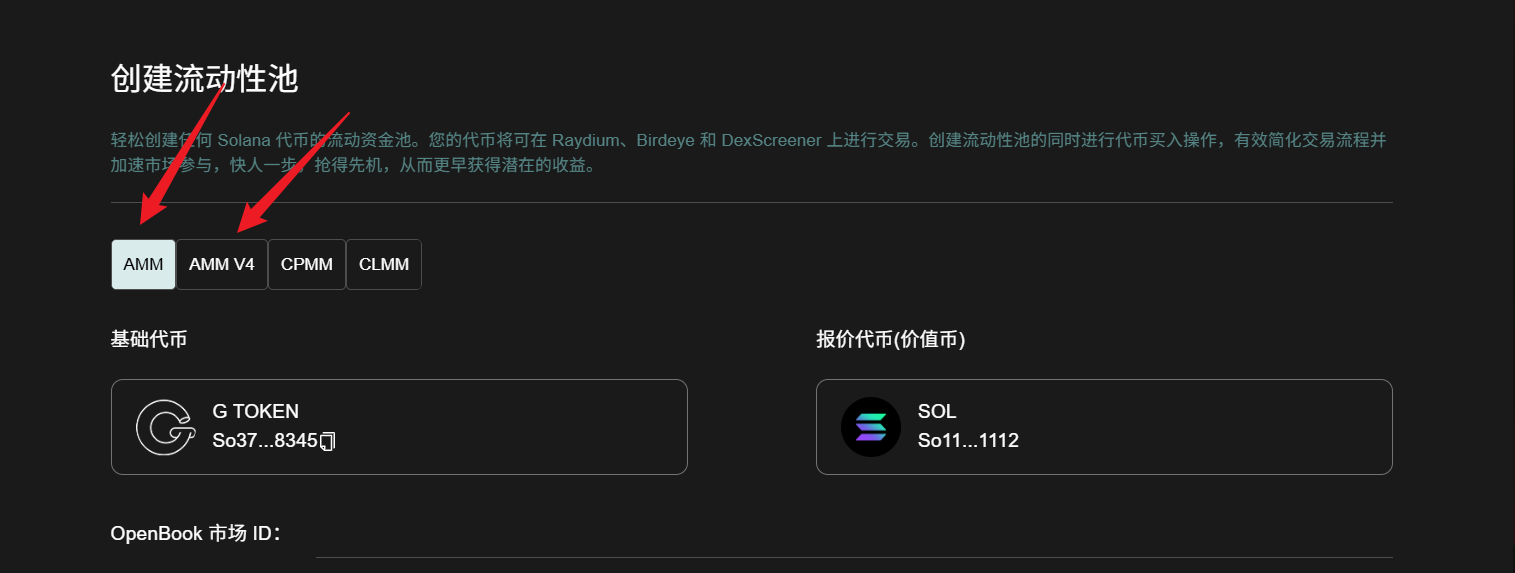 创建流动性池
轻松创建任何 Solana 代币的流动资金池。您的代币将可在 Raydium、Birdeye 和 DexScreener 上进行交易。创建流动性池的同时进行代币买入操作，有效简化交易流程并
加速市场参与，快人一步，抢得先机，从而更早获得潜在的收益。
AMM AMM V4 CPMM CLMM
基础代币 报价代币(价值币)
G TOKEN SOL
So37...8345 So11...1112
OpenBook 市场 ID：